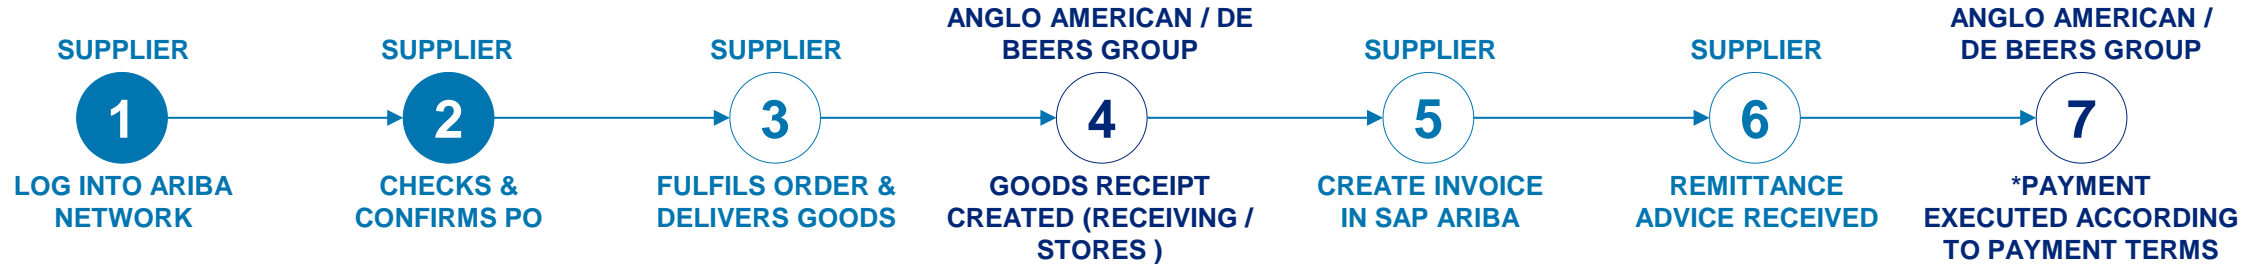 SUPPLIER
1
LOG INTO ARIBA
NETWORK
SUPPLIER
2
CHECKS &
CONFIRMS PO
SUPPLIER
3
FULFILS ORDER &
DELIVERS GOODS
ANGLO AMERICAN / DE
BEERS GROUP
4
GOODS RECEIPT
CREATED (RECEIVING /
STORES )
SUPPLIER
5
CREATE INVOICE
IN SAP ARIBA
SUPPLIER
6
REMITTANCE
ADVICE RECEIVED
ANGLO AMERICAN /
DE BEERS GROUP
7
*PAYMENT
EXECUTED ACCORDING
TO PAYMENT TERMS